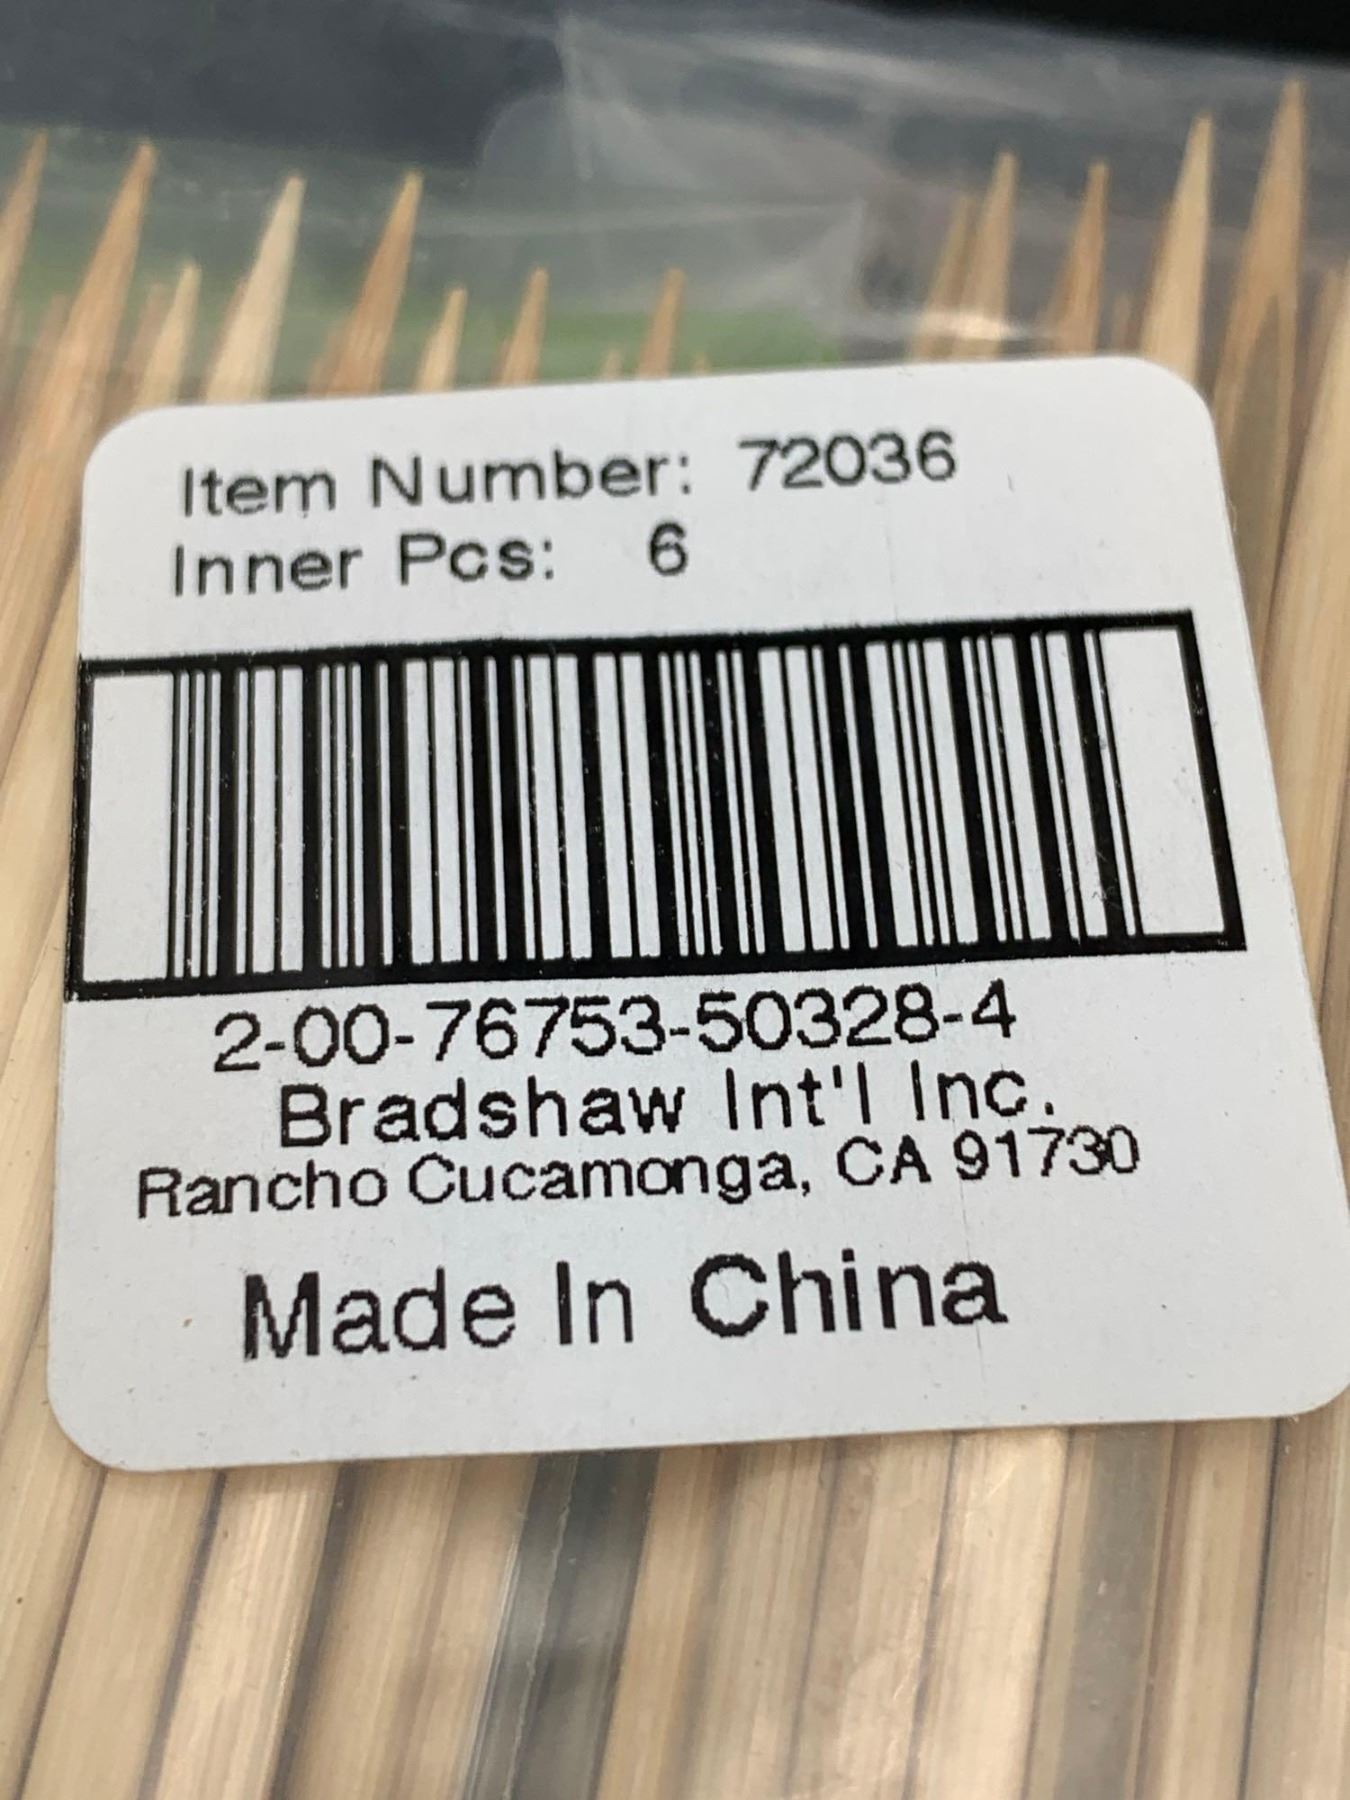 Item Number: 72036
Inner Pcs: 6
2-00-76753-50328-4
Bradshaw Int'l Inc.
Rancho Cucamonga, CA 91730
Made In China